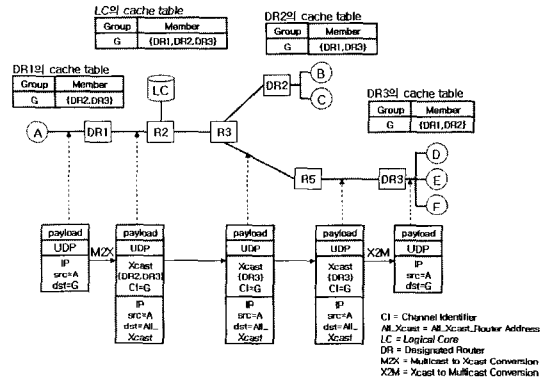 LC의 cache table
Group Member
G {DR1,DR2,DR3}
DR2의 cache table
Group Member
G {DR1,DR3}
DR1의 cache table
Group Member
G {DR2,DR3}
DR3의 cache table
Group Member
G {DR1,DR2}
LC
DR2
B
C
A
DR1
R2
R3
D
R5
DR3
E
F
payload
UDP
IP
src=A
dst=G
M2X
payload
UDP
Xcast
{DR2,DR3}
CI=G
IP
src=A
dst=All_
Xcast
payload
UDP
Xcast
{DR3}
CI=G
IP
src=A
dst=All_
Xcast
payload
UDP
Xcast
{DR3}
CI=G
IP
src=A
dst=All_
Xcast
X2M
payload
UDP
IP
src=A
dst=G
CI = Channel Identifier
All_Xcast = All_Xcast_Router Address
LC = Logical Core
DR = Designated Router
M2X = Multicast to Xcast Conversion
X2M = Xcast to Multicast Conversion